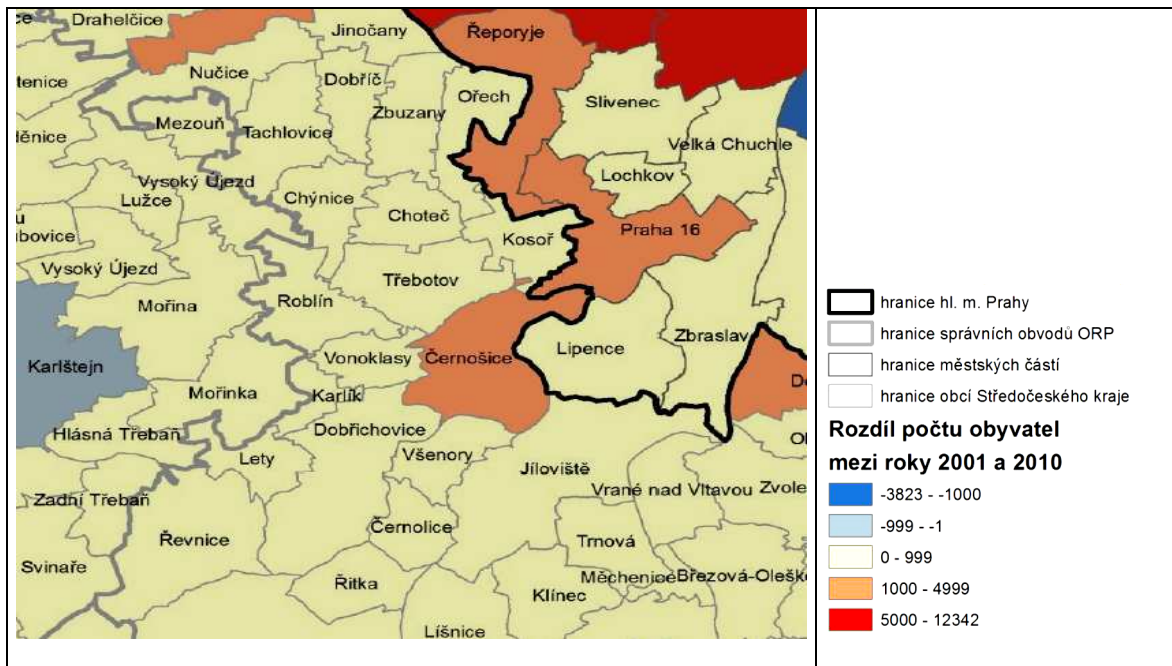 Drahelčice
Jinočany
Řeporyje
Nučice
Dobříč
Ořech
Slivenec
Zbuzany
Mezouň
Tachlovice
Velká Chuchle
Vysoký Újezd
Lochkov
Lužce
Chýnice
Choteč
Praha 16
Kosoř
Vysoký Újezd
Třebotov
Mořina
Roblín
Zbraslav
Lipence
Vonoklasy
Černošice
Karlštejn
Mořinka
Karlík
Dobřichovice
Hlásná Třebaň
Lety
Všenory
Jíloviště
Vrané nad Vltavou
Zadní Třebaň
Černolice
Řevnice
Trnová
Svinaře
Řitka
Měchenice
Klínec
Líšnice
hranice hl. m. Prahy
hranice správních obvodů ORP
hranice městských částí
hranice obcí Středočeského kraje
Rozdíl počtu obyvatel
mezi roky 2001 a 2010
-3823 - -1000
-999 - -1
0 - 999
1000 - 4999
5000 - 12342